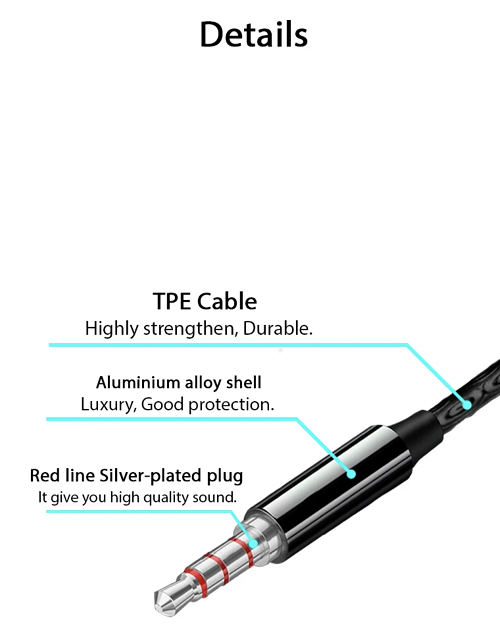 Details
TPE Cable
Highly strengthen, Durable.
Aluminium alloy shell
Luxury, Good protection.
Red line Silver-plated plug
It give you high quality sound.